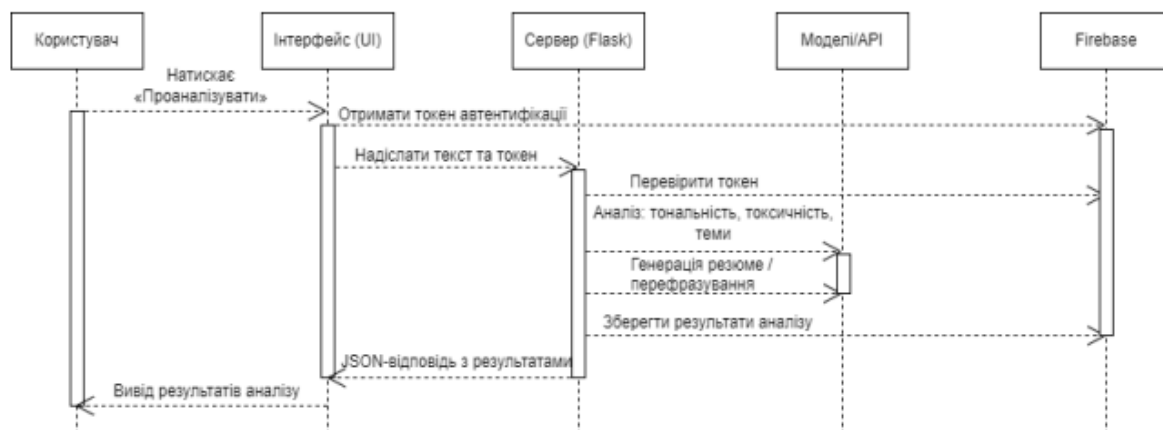 Користувач
Інтерфейс (UI)
Сервер (Flask)
Моделі/API
Firebase
Натискає
«Проаналізувати»
Отримати токен автентифікації
Надіслати текст та токен
Перевірити токен
Аналіз: тональність, токсичність,
теми
Генерація резюме /
перефразування
Зберегти результати аналізу
JSON-відповідь з результатами
Вивід результатів аналізу